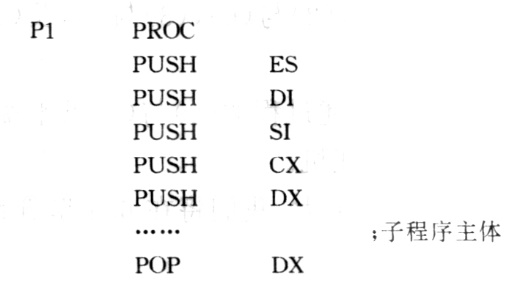 P1 PROC
PUSH ES
PUSH DI
PUSH SI
PUSH CX
PUSH DX
…… ;子程序主体
POP DX